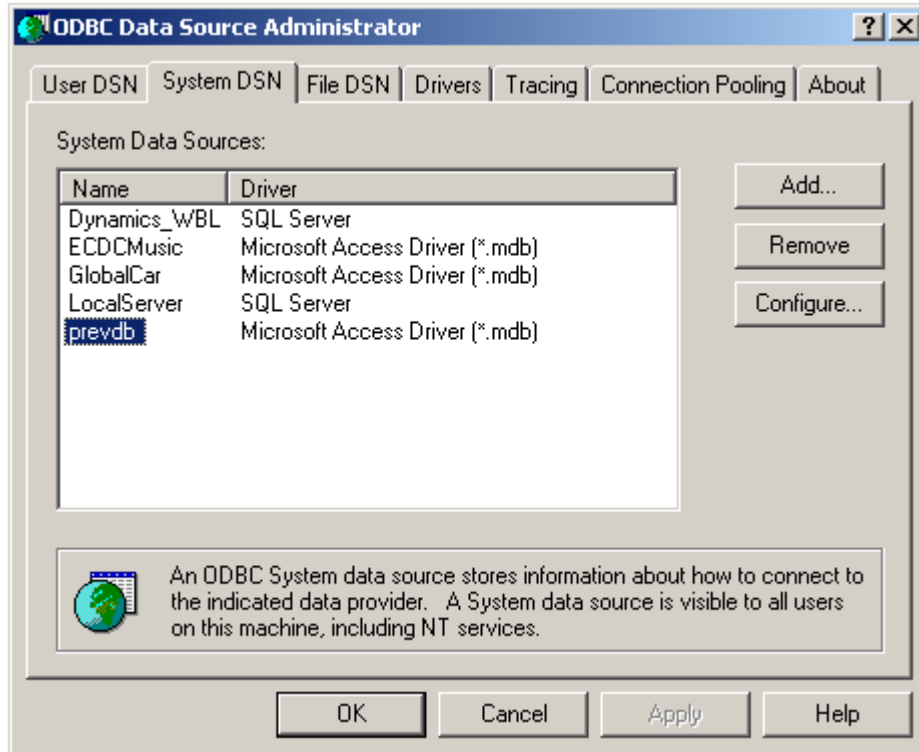 ODBC Data Source Administrator
User DSN System DSN File DSN Drivers Tracing Connection Pooling About
System Data Sources:
Name Driver
Dynamics_WBL SQL Server
ECDCMusic Microsoft Access Driver (*.mdb)
GlobalCar Microsoft Access Driver (*.mdb)
LocalServer SQL Server
prevdb Microsoft Access Driver (*.mdb)
Add...
Remove
Configure...
An ODBC System data source stores information about how to connect to
the indicated data provider. A System data source is visible to all users
on this machine, including NT services.
OK Cancel Apply Help